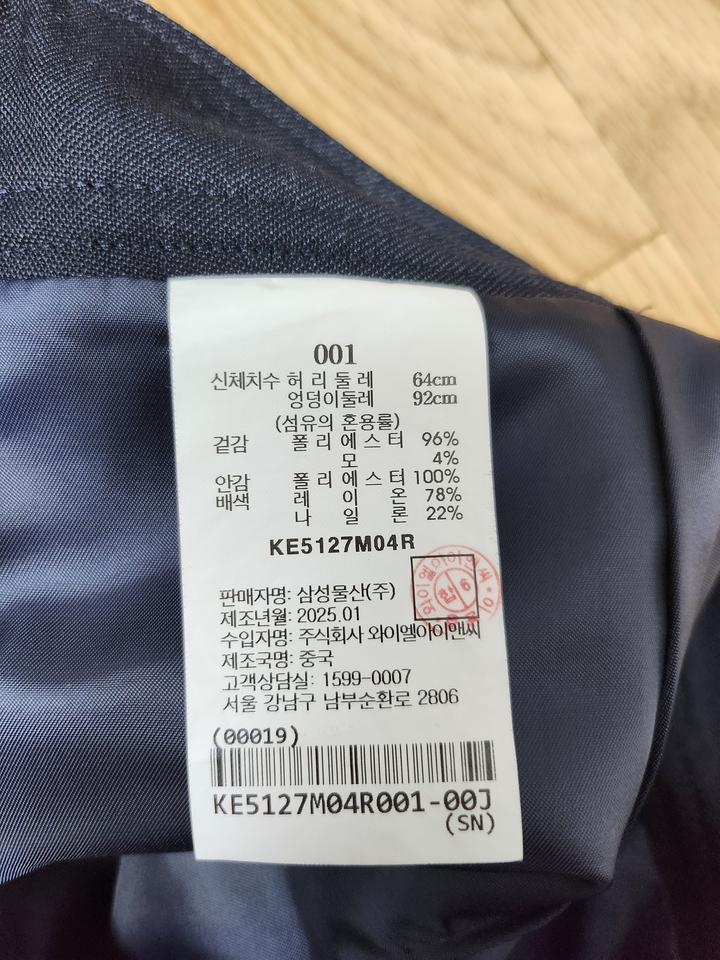 001
신체치수 허 리 둘 레 64cm
엉덩이둘레 92cm
(섬유의 혼용률)
겉감 폴 리 에 스 터 96%
모 4%
안감 폴 리 에 스 터 100%
배색 레 이 온 78%
나 일 론 22%
KE5127M04R
판매자명: 삼성물산(주)
제조년월: 2025.01
수입자명: 주식회사 와이엘아이앤씨
제조국명: 중국
고객상담실: 1599-0007
서울 강남구 남부순환로 2806
(00019)
KE5127M04R001-00J
(SN)